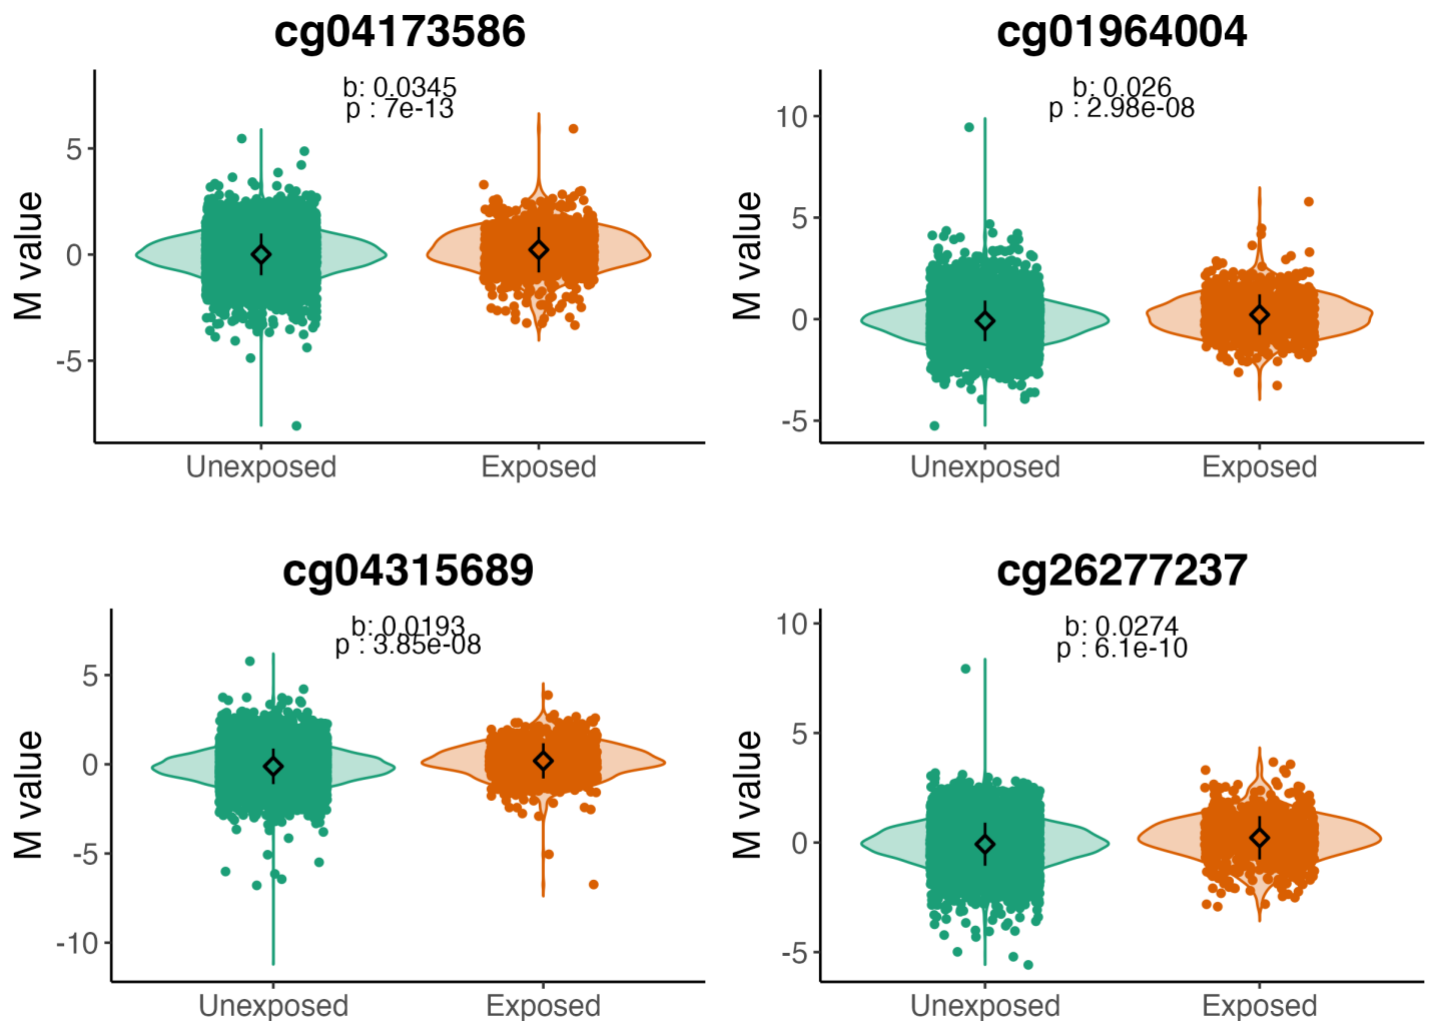 cg04173586
b: 0.0345
p : 7e-13
M value
5
0
-5
Unexposed
Exposed
cg01964004
b: 0.026
p : 2.98e-08
M value
10
5
0
-5
Unexposed
Exposed
cg04315689
b: 0.0193
p : 3.85e-08
M value
5
0
-5
-10
Unexposed
Exposed
cg26277237
b: 0.0274
p : 6.1e-10
M value
10
5
0
-5
Unexposed
Exposed